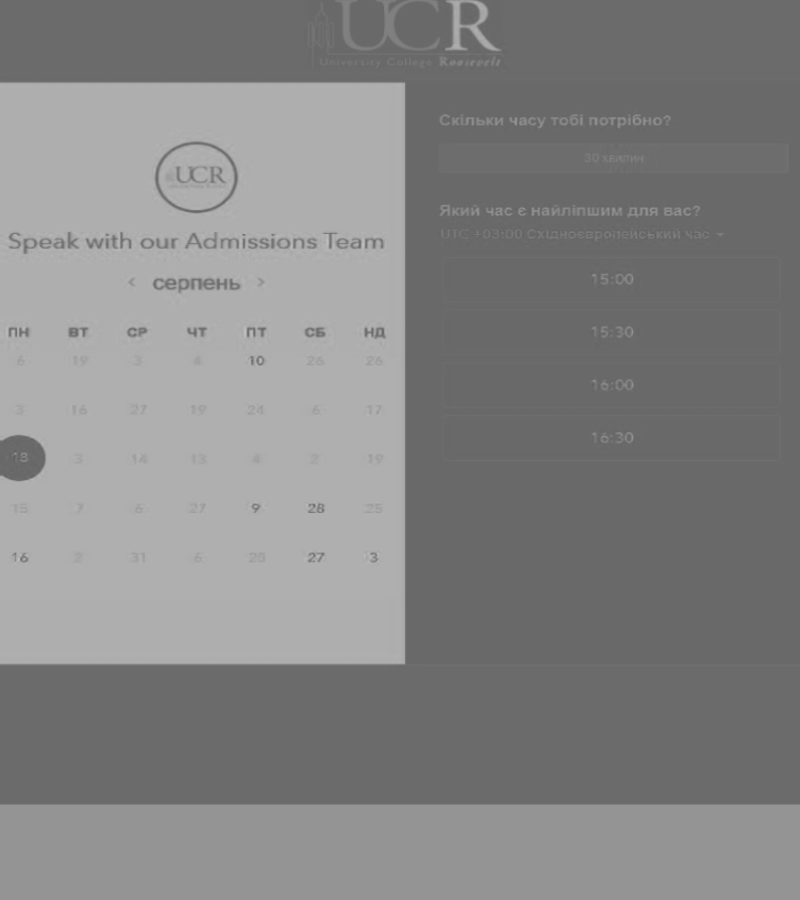 UCR
University College Roosevelt
UCR
Speak with our Admissions Team
< серпень >
ПН ВТ СР ЧТ ПТ СБ НД
6 19 3 4 10 26 26
3 16 27 19 24 6 17
18 3 14 13 4 2 19
15 7 6 27 9 28 25
16 2 31 6 28 27 3
Скільки часу тобі потрібно?
30 хвилин
Який час є найліпшим для вас?
UTC +03:00 Східноєвропейський час
15:00
15:30
16:00
16:30